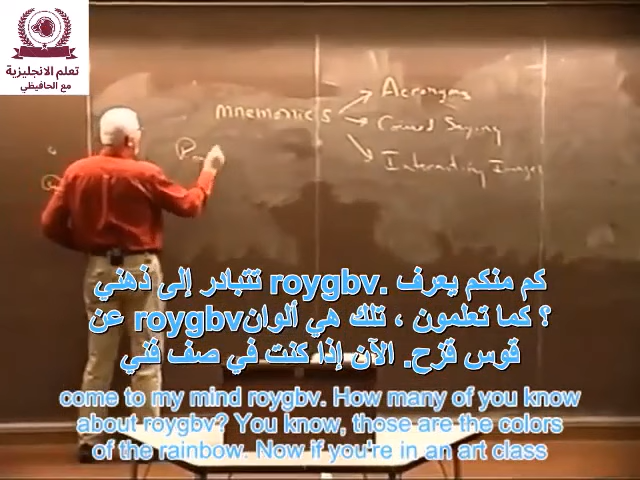 تعلم الانجليزية
مع الحافيظي
mnemonics
Acronyms
Coined Saying
Interacting Images
كم منكم يعرف .roygbv تتبادر إلى ذهني
؟ كما تعلمون ، تلك هي ألوانroygbv عن
قوس قزح. الآن إذا كنت في صف فني
come to my mind roygbv. How many of you know
about roygbv? You know, those are the colors
of the rainbow. Now if you're in an art class